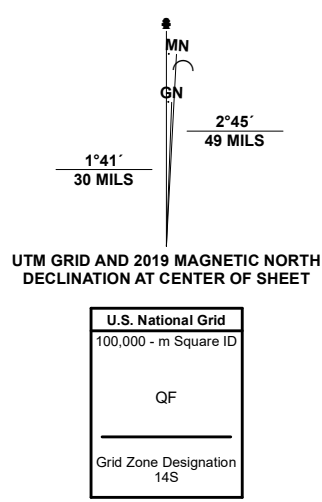 MN
GN
2°45´
49 MILS
1°41´
30 MILS
UTM GRID AND 2019 MAGNETIC NORTH
DECLINATION AT CENTER OF SHEET
U.S. National Grid
100,000 - m Square ID
QF
Grid Zone Designation
14S